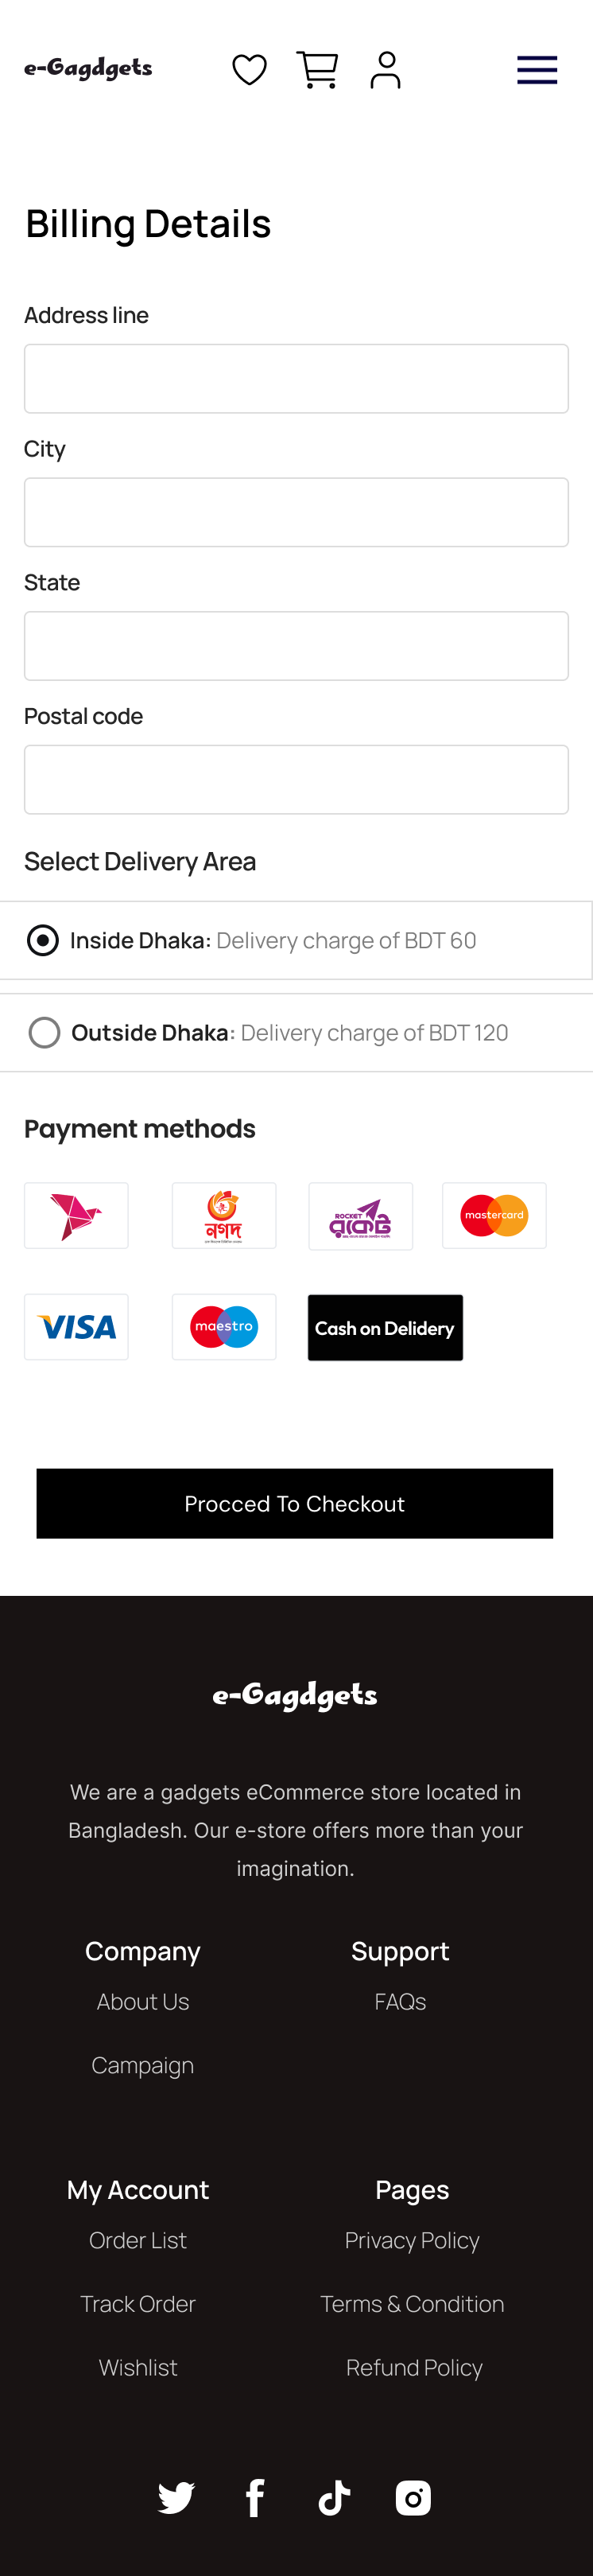 e-Gagdgets
Billing Details
Address line
City
State
Postal code
Select Delivery Area
Inside Dhaka: Delivery charge of BDT 60
Outside Dhaka: Delivery charge of BDT 120
Payment methods
নগদ
ROCKET
রকেট
mastercard
VISA
maestro
Cash on Delidery
Procced To Checkout
e-Gagdgets
We are a gadgets eCommerce store located in
Bangladesh. Our e-store offers more than your
imagination.
Company
Support
About Us
FAQs
Campaign
My Account
Pages
Order List
Privacy Policy
Track Order
Terms & Condition
Wishlist
Refund Policy